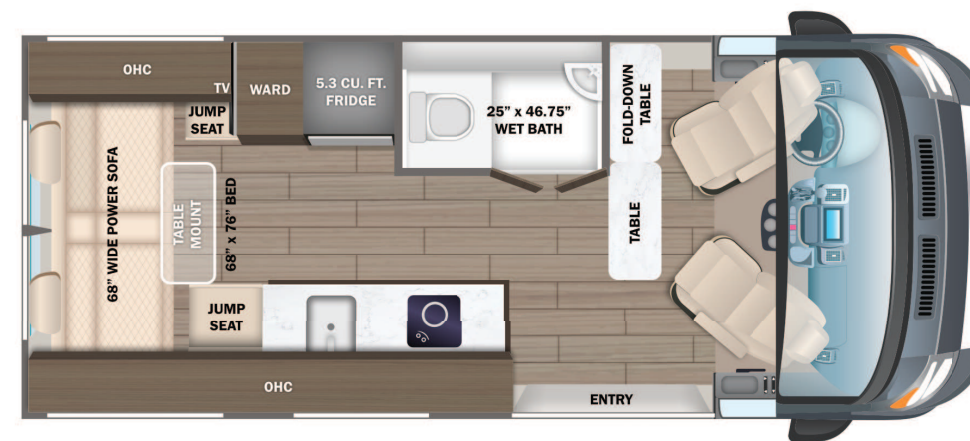 OHC
TV
WARD
5.3 CU. FT.
FRIDGE
JUMP
SEAT
25" x 46.75"
WET BATH
FOLD-DOWN
TABLE
68" WIDE POWER SOFA
TABLE
MOUNT
68" x 76" BED
TABLE
JUMP
SEAT
OHC
ENTRY